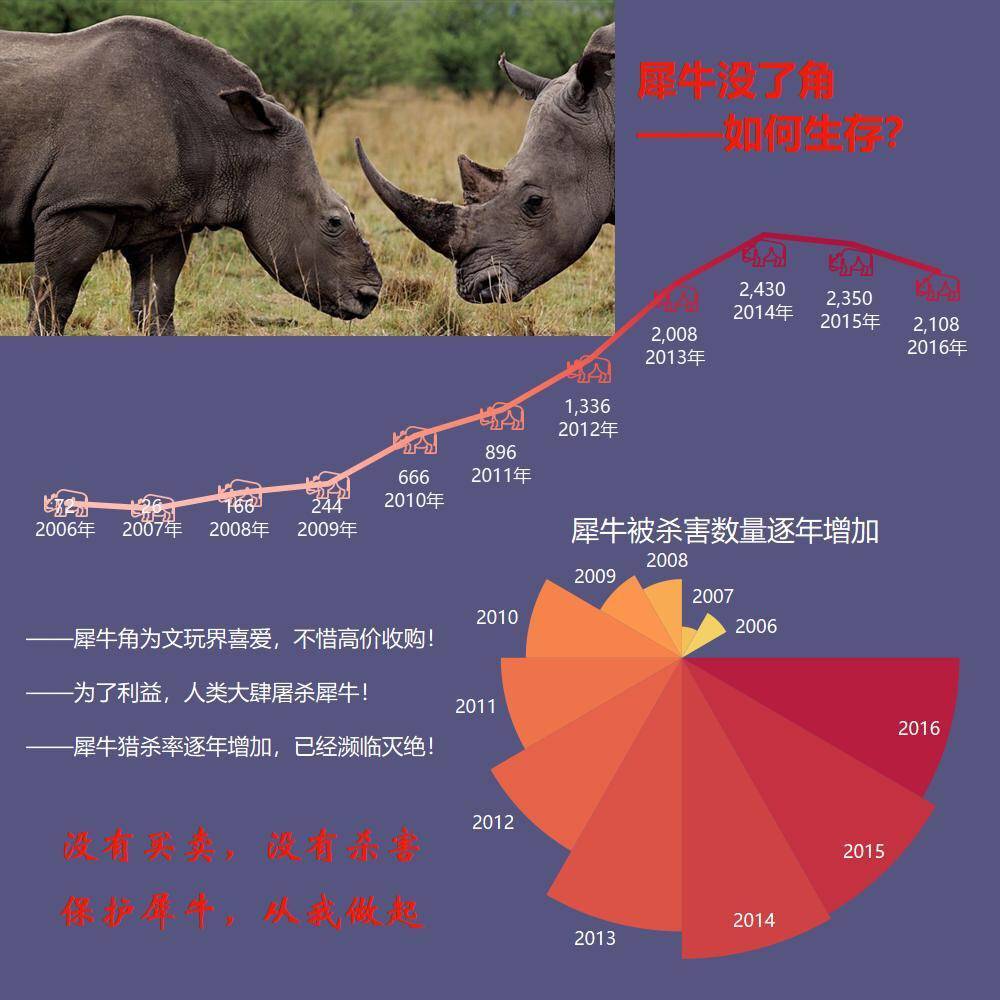 犀牛没了角
——如何生存?
2,430
2014年
2,350
2015年
2,108
2016年
2,008
2013年
1,336
2012年
896
2011年
666
2010年
72
2006年
26
2007年
166
2008年
244
2009年
犀牛被杀害数量逐年增加
2008
2009
2007
2010
2006
2011
2016
2012
2015
2014
2013
——犀牛角为文玩界喜爱，不惜高价收购！
——为了利益，人类大肆屠杀犀牛！
——犀牛猎杀率逐年增加，已经濒临灭绝！
没有买卖，没有杀害
保护犀牛，从我做起